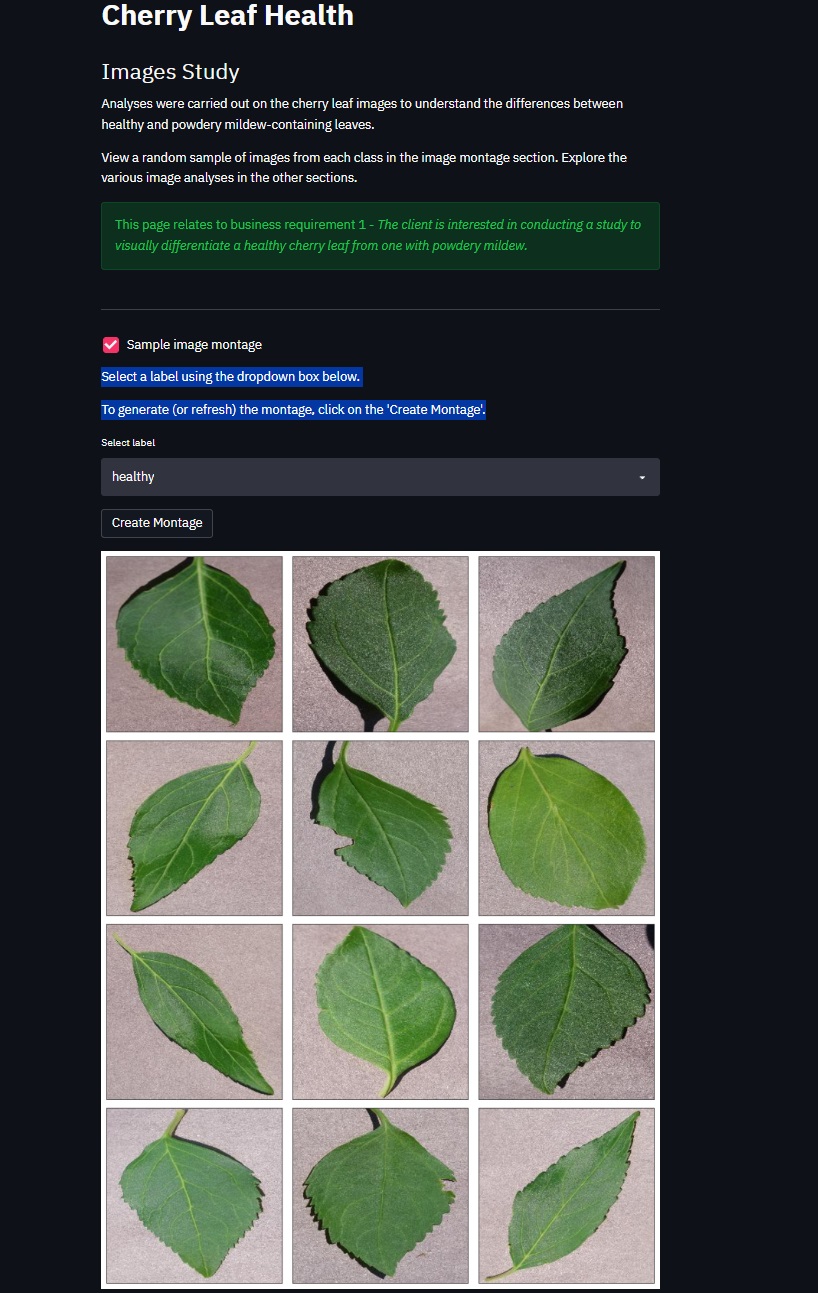 Cherry Leaf Health
Images Study
Analyses were carried out on the cherry leaf images to understand the differences between
healthy and powdery mildew-containing leaves.
View a random sample of images from each class in the image montage section. Explore the
various image analyses in the other sections.
This page relates to business requirement 1 - The client is interested in conducting a study to
visually differentiate a healthy cherry leaf from one with powdery mildew.
Sample image montage
Select a label using the dropdown box below.
To generate (or refresh) the montage, click on the 'Create Montage'.
Select label
healthy
Create Montage